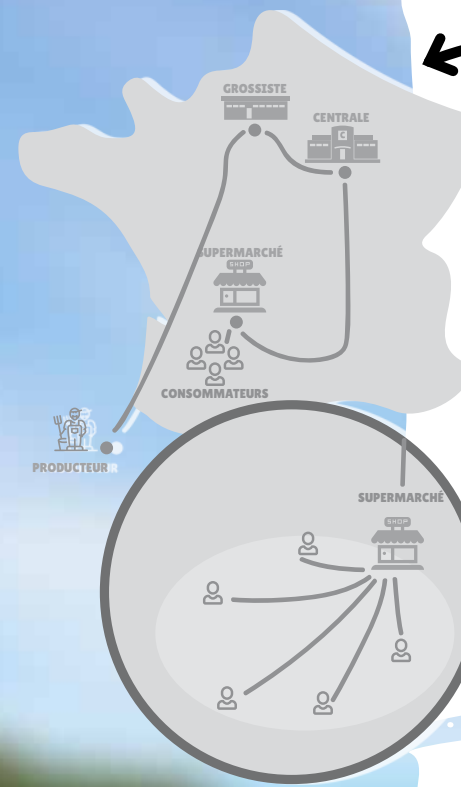 GROSSISTE
CENTRALE
C
SUPERMARCHÉ
SHOP
CONSOMMATEURS
PRODUCTEUR
SUPERMARCHÉ
SHOP